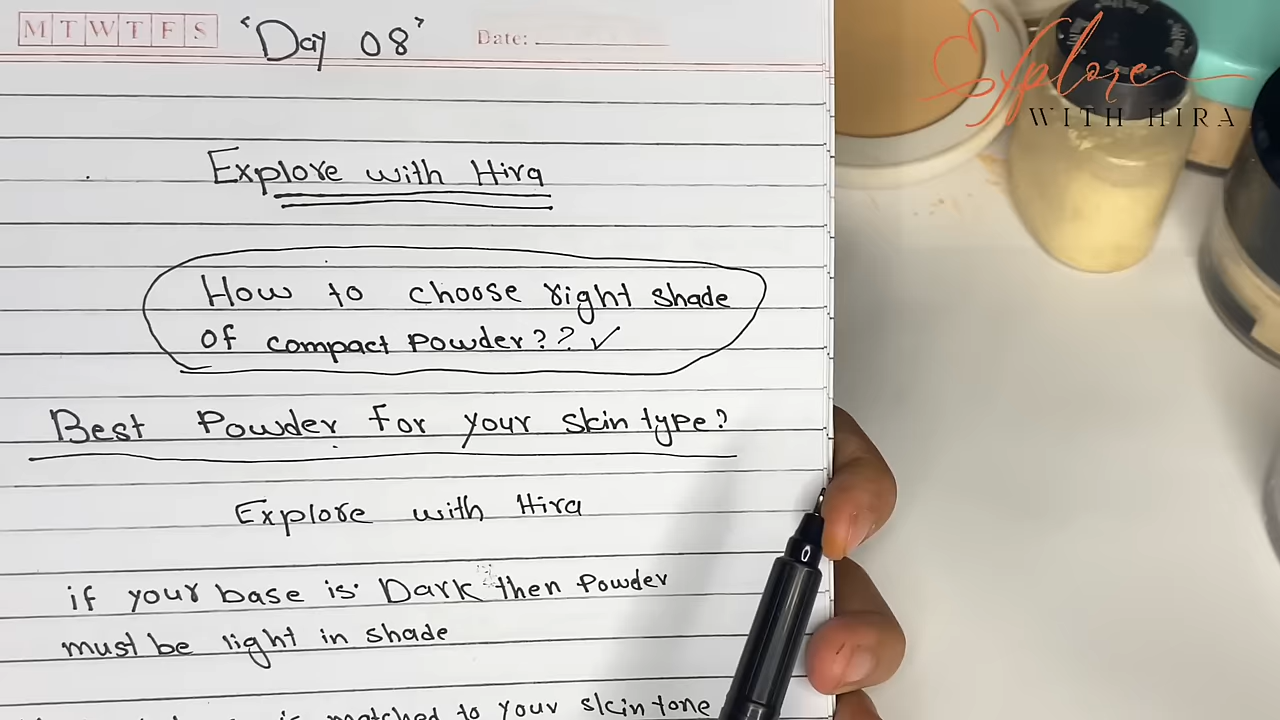 M T W T F S
'Day 08'
Date:
Explore
WITH HIRA
Explore with Hira
How to choose right shade
of compact Powder?? ✓
Best Powder for your skin type?
Explore with Hira
if your base is Dark then Powder
must be light in shade
is matched to your skin tone